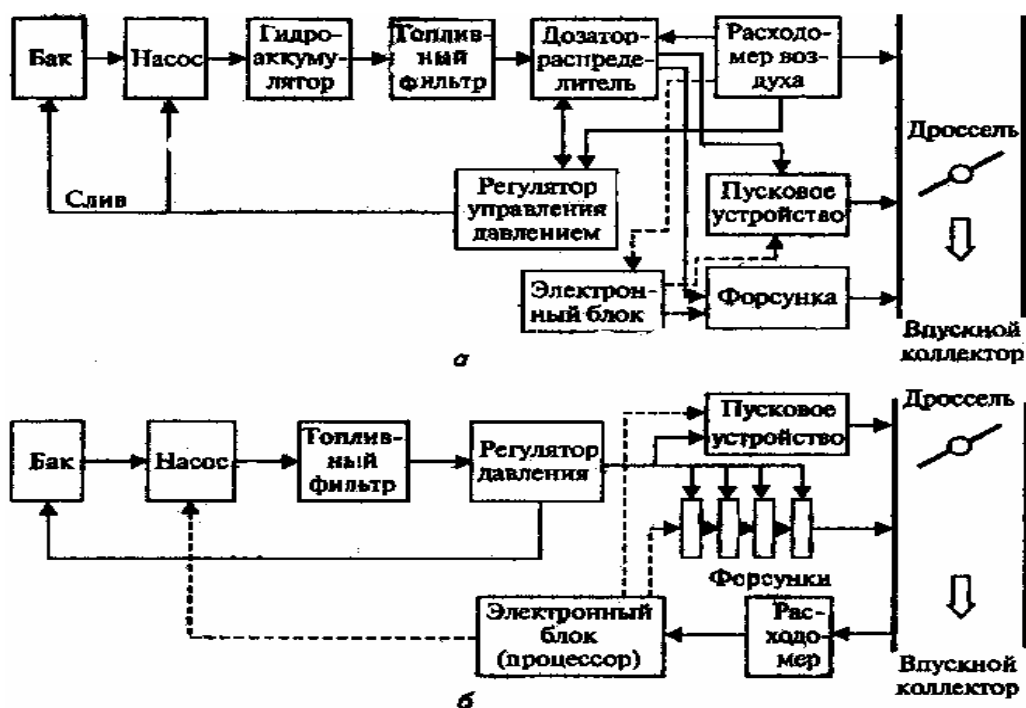 Бак
Насос
Гидро-
аккуму-
лятор
Топлив-
ный
фильтр
Дозатор-
распреде-
литель
Расходо-
мер воз-
духа
Дроссель
Слив
Регулятор
управления
давлением
Пусковое
устройство
Электрон-
ный блок
Форсунка
Впускной
коллектор
а
Бак
Насос
Топлив-
ный
фильтр
Регулятор
давления
Пусковое
устройство
Дроссель
Форсунки
Электронный
блок
(процессор)
Рас-
ходо-
мер
Впускной
коллектор
б